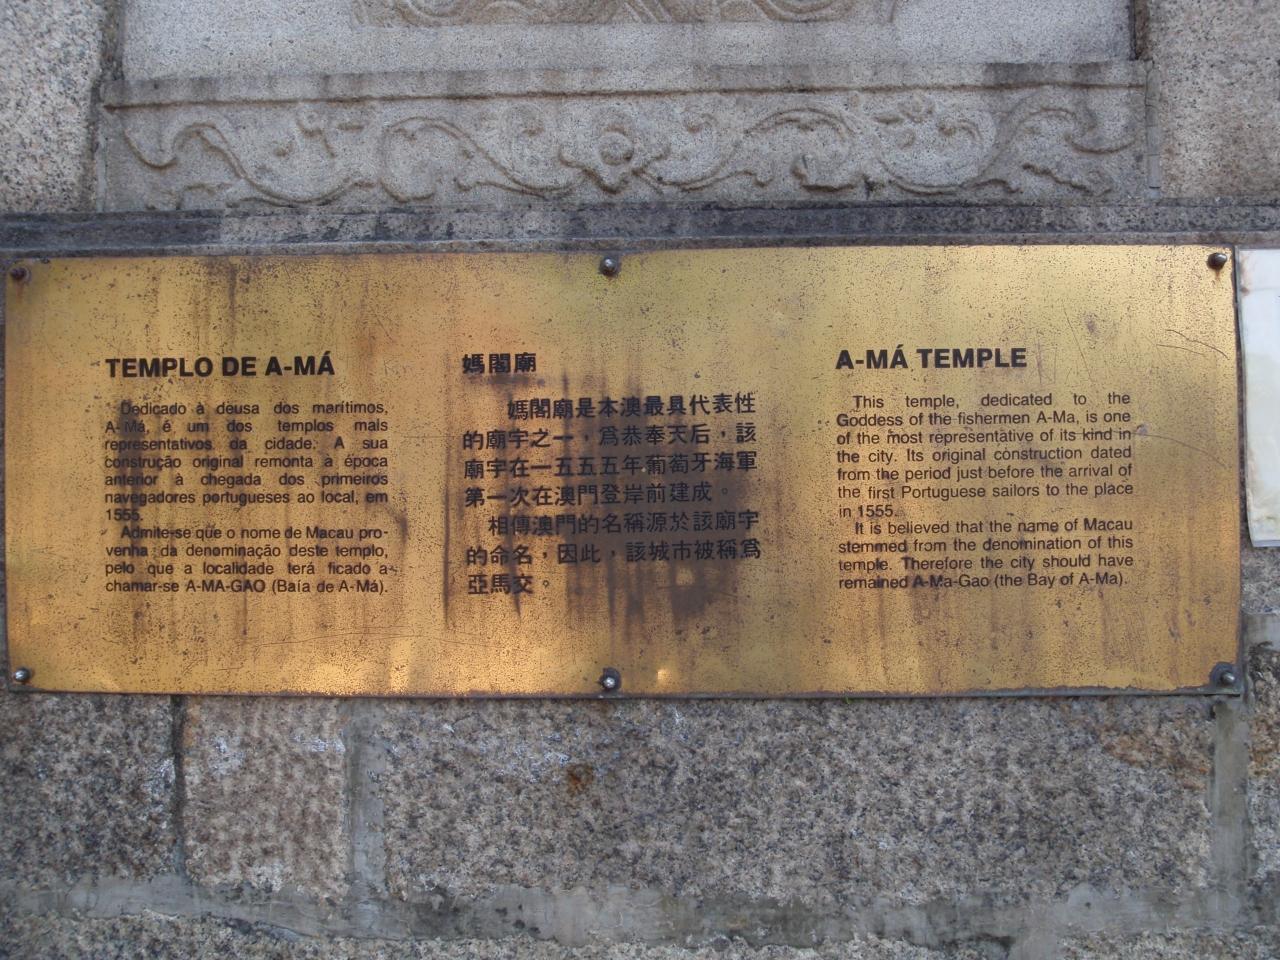 TEMPLO DE A-MÁ
Dedicado à deusa dos marítimos,
A-Má, é um dos templos mais
representativos da cidade. A sua
construção original remonta à época
anterior à chegada dos primeiros
navegadores portugueses ao local, em
1555.
Admite-se que o nome de Macau pro-
venha da denominação deste templo,
pelo que a localidade terá ficado a
chamar-se A-MA-GAO (Baía de A-Má).
媽閣廟
媽閣廟是本澳最具代表性
的廟宇之一，爲恭奉天后，該
廟宇在一五五五年葡萄牙海軍
第一次在澳門登岸前建成。
相傳澳門的名稱源於該廟宇
的命名，因此，該城市被稱爲
亞馬交。
A-MÁ TEMPLE
This temple, dedicated to the
Goddess of the fishermen A-Ma, is one
of the most representative of its kind in
the city. Its original construction dated
from the period just before the arrival of
the first Portuguese sailors to the place
in 1555.
It is believed that the name of Macau
stemmed from the denomination of this
temple. Therefore the city should have
remained A-Ma-Gao (the Bay of A-Ma).